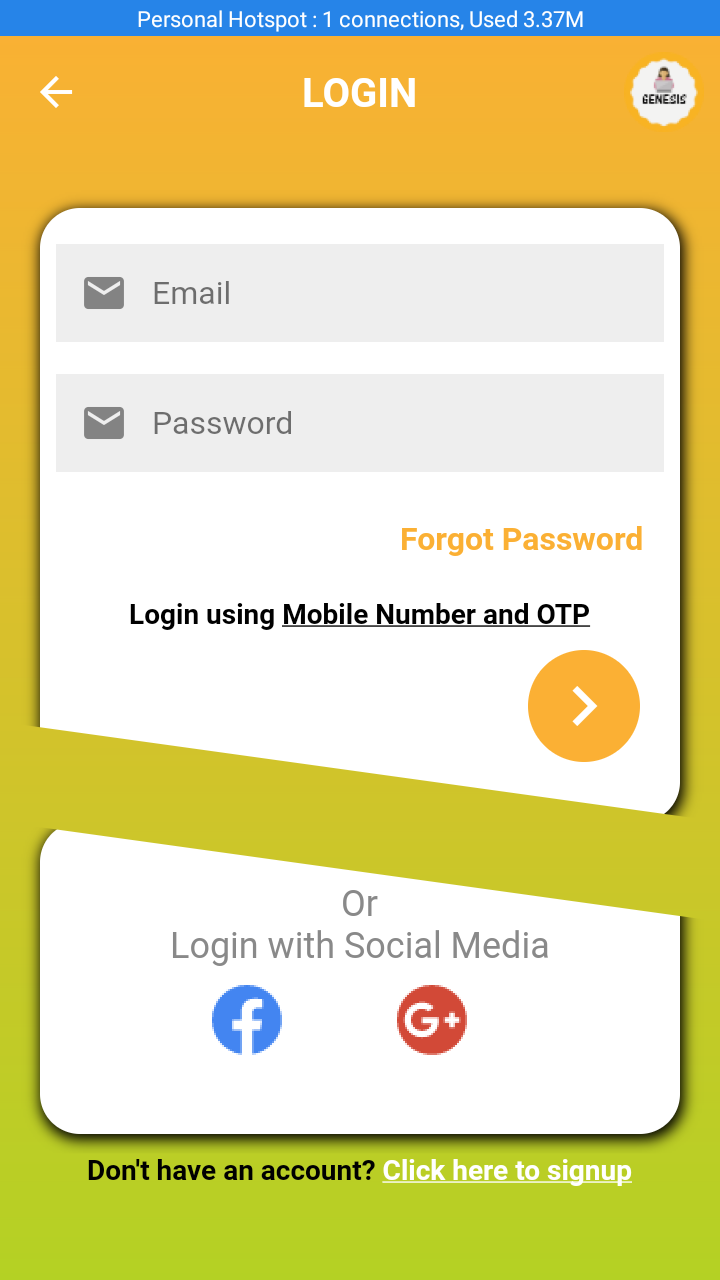 Personal Hotspot : 1 connections, Used 3.37M
LOGIN
GENESIS
Email
Password
Forgot Password
Login using Mobile Number and OTP
Or
Login with Social Media
G+
Don't have an account? Click here to signup